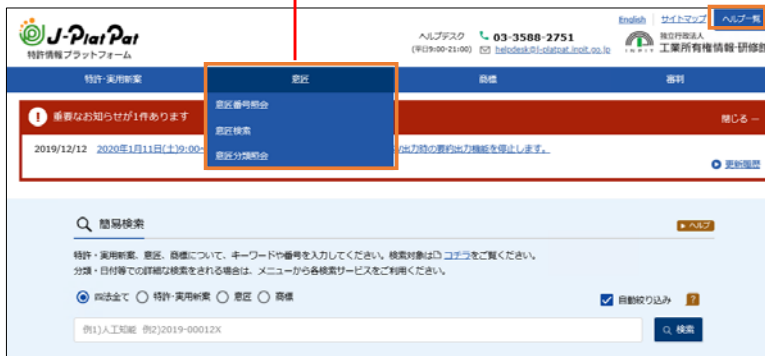 English サイトマップ ヘルプ一覧
J-PlatPat
特許情報プラットフォーム
ヘルプデスク 03-3588-2751
(平日9:00-21:00) helpdesk@j-platpat.inpit.go.jp
独立行政法人
INPIT 工業所有権情報・研修館
特許・実用新案 意匠 商標 審判
意匠番号照会
意匠検索
意匠分類照会
重要なお知らせが1件あります 閉じる
2019/12/12 2020年1月11日(土)9:00~ 出力時の要約出力機能を停止します。
更新履歴
簡易検索 ヘルプ
特許・実用新案、意匠、商標について、キーワードや番号を入力してください。検索対象は コチラをご覧ください。
分類・日付等での詳細な検索をされる場合は、メニューから各検索サービスをご利用ください。
四法全て 特許・実用新案 意匠 商標 自動絞り込み ?
例1)人工知能 例2)2019-00012X 検索